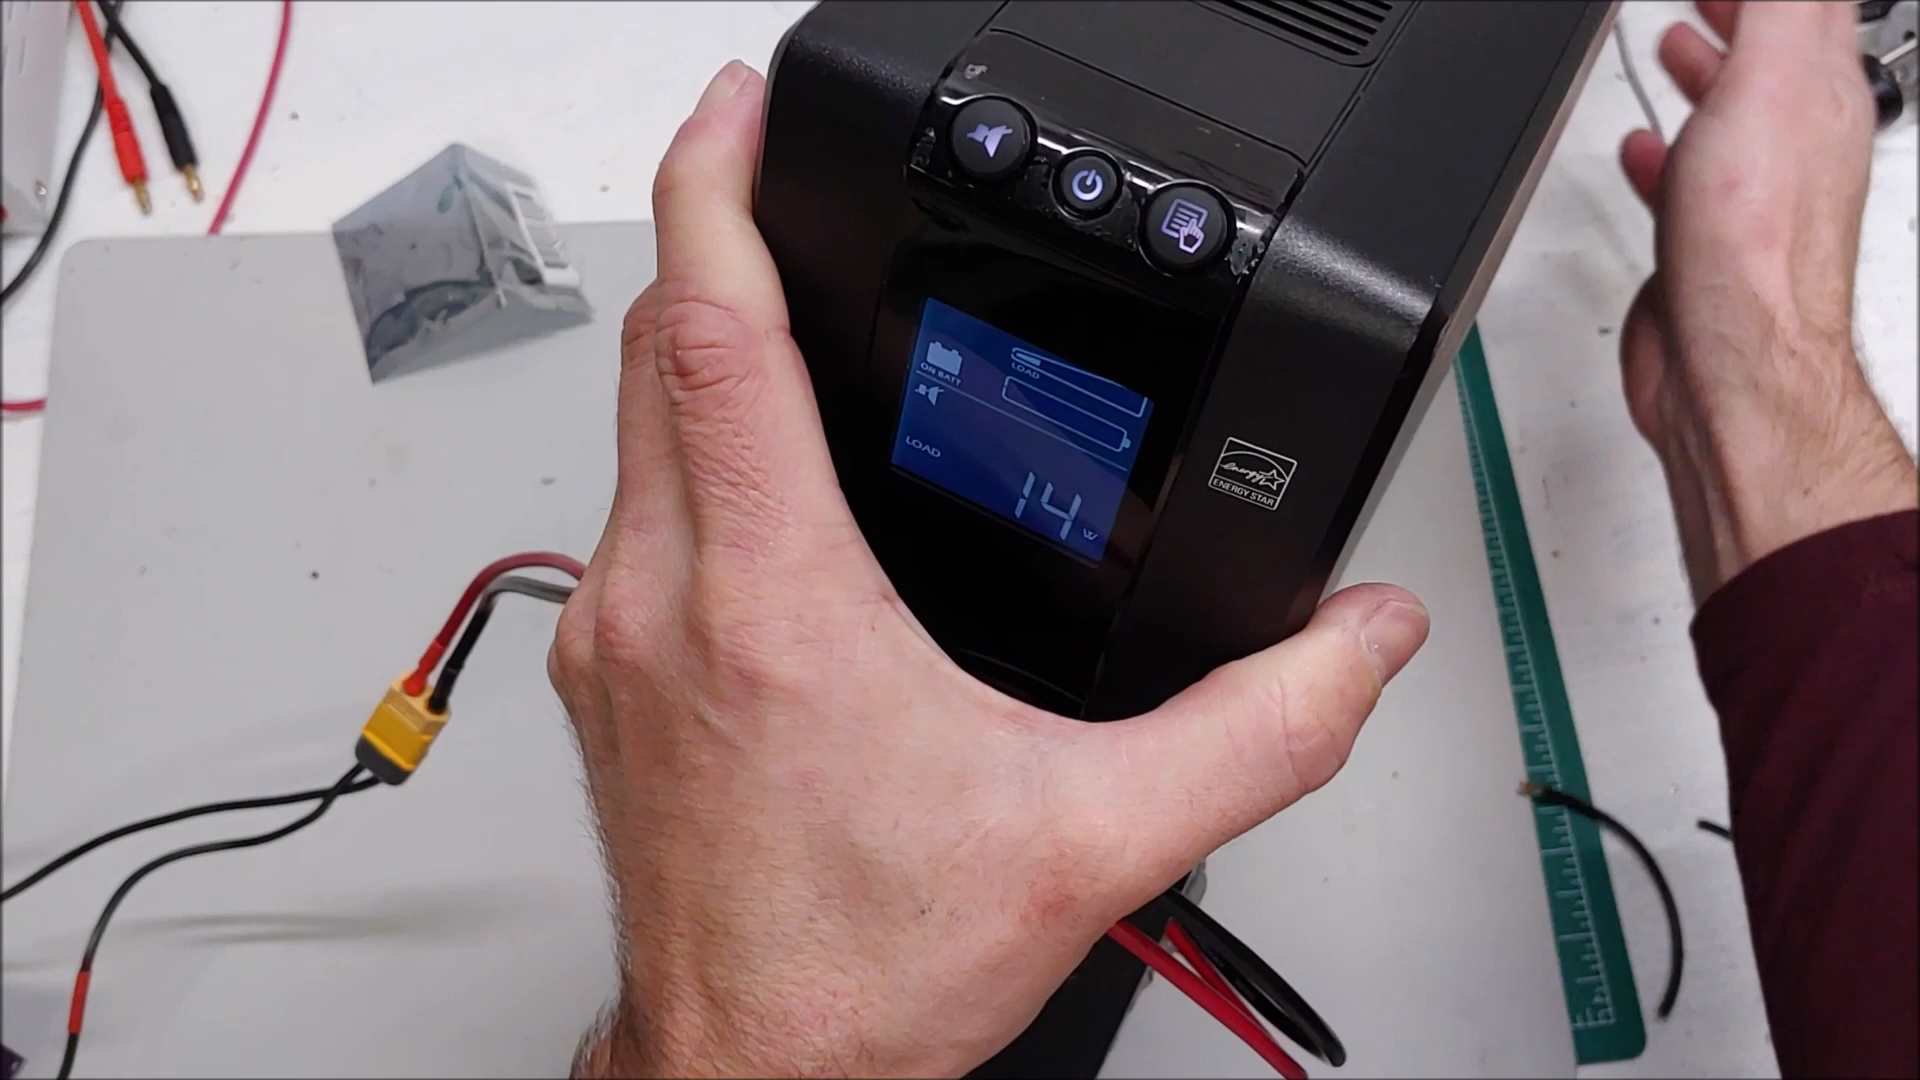 ON BATT
LOAD
LOAD
14 W
energy
ENERGY STAR